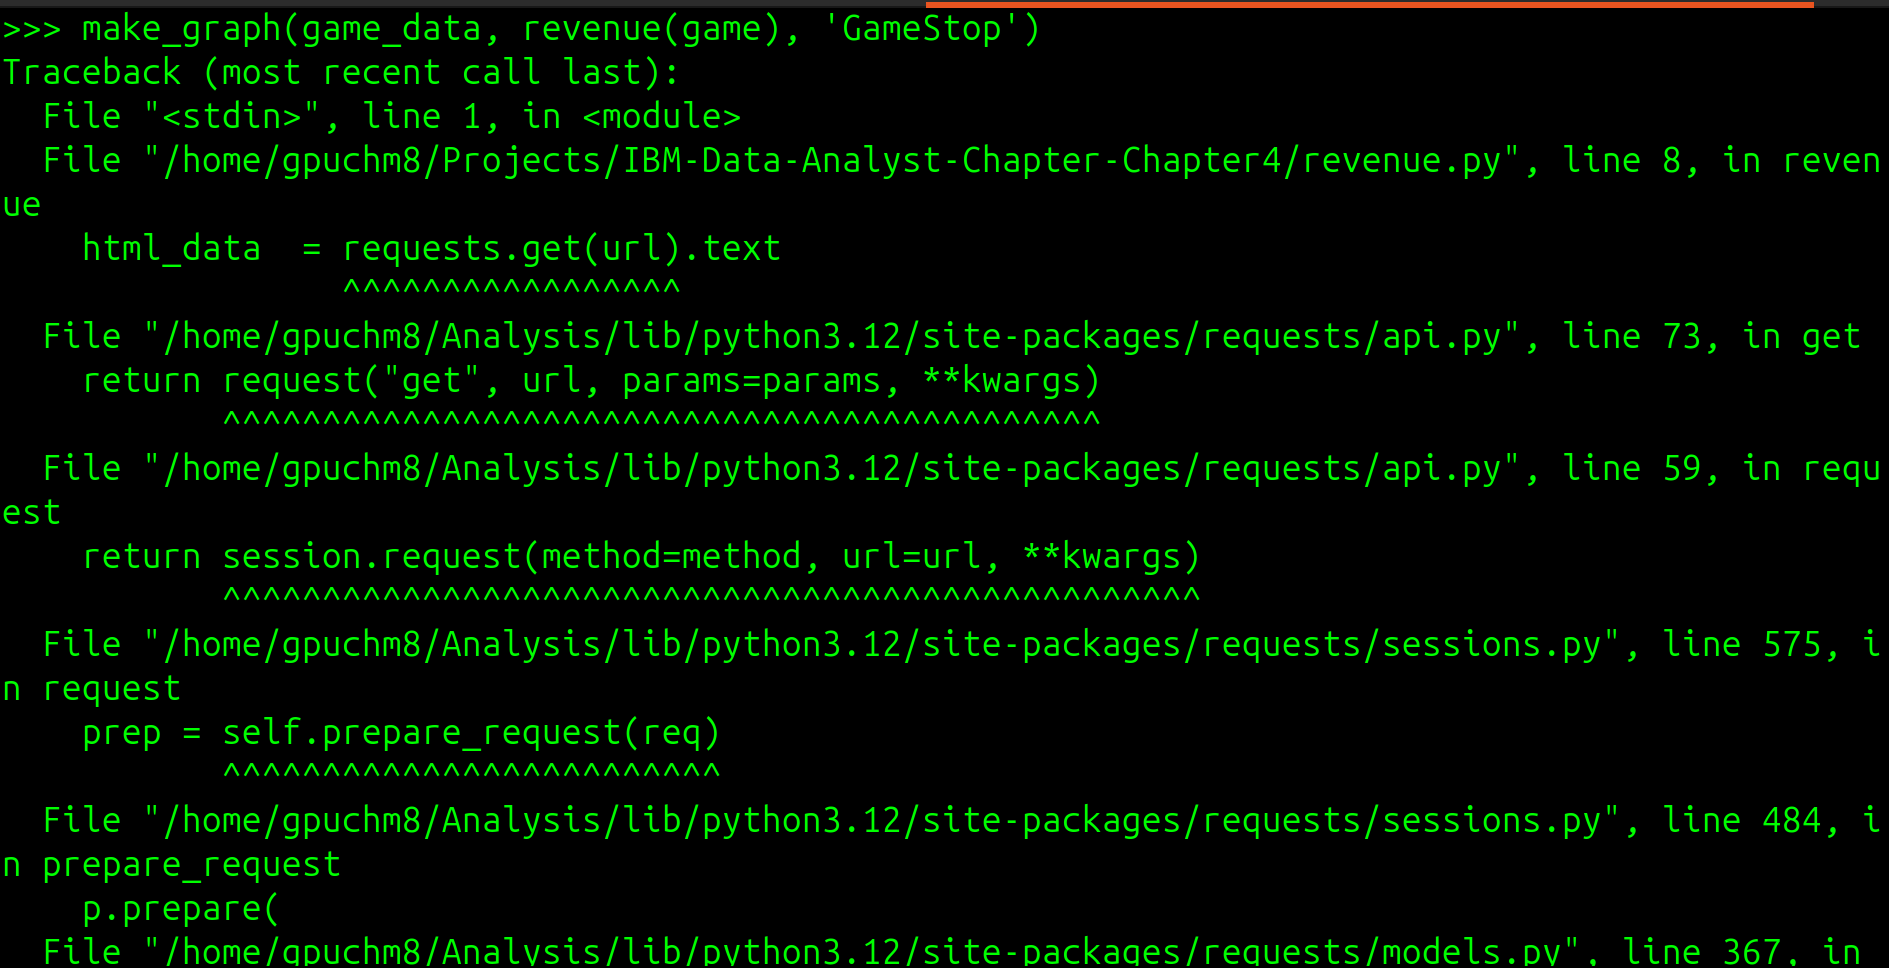 >>> make_graph(game_data, revenue(game), 'GameStop')
Traceback (most recent call last):
  File "<stdin>", line 1, in <module>
  File "/home/gpuchm8/Projects/IBM-Data-Analyst-Chapter-Chapter4/revenue.py", line 8, in reven
ue
    html_data  = requests.get(url).text
                 ^^^^^^^^^^^^^^^^^
  File "/home/gpuchm8/Analysis/lib/python3.12/site-packages/requests/api.py", line 73, in get
    return request("get", url, params=params, **kwargs)
           ^^^^^^^^^^^^^^^^^^^^^^^^^^^^^^^^^^^^^^^^^^^^
  File "/home/gpuchm8/Analysis/lib/python3.12/site-packages/requests/api.py", line 59, in requ
est
    return session.request(method=method, url=url, **kwargs)
           ^^^^^^^^^^^^^^^^^^^^^^^^^^^^^^^^^^^^^^^^^^^^^^^^^
  File "/home/gpuchm8/Analysis/lib/python3.12/site-packages/requests/sessions.py", line 575, i
n request
    prep = self.prepare_request(req)
           ^^^^^^^^^^^^^^^^^^^^^^^^^
  File "/home/gpuchm8/Analysis/lib/python3.12/site-packages/requests/sessions.py", line 484, i
n prepare_request
    p.prepare(
  File "/home/gpuchm8/Analysis/lib/python3.12/site-packages/requests/models.py", line 367, in